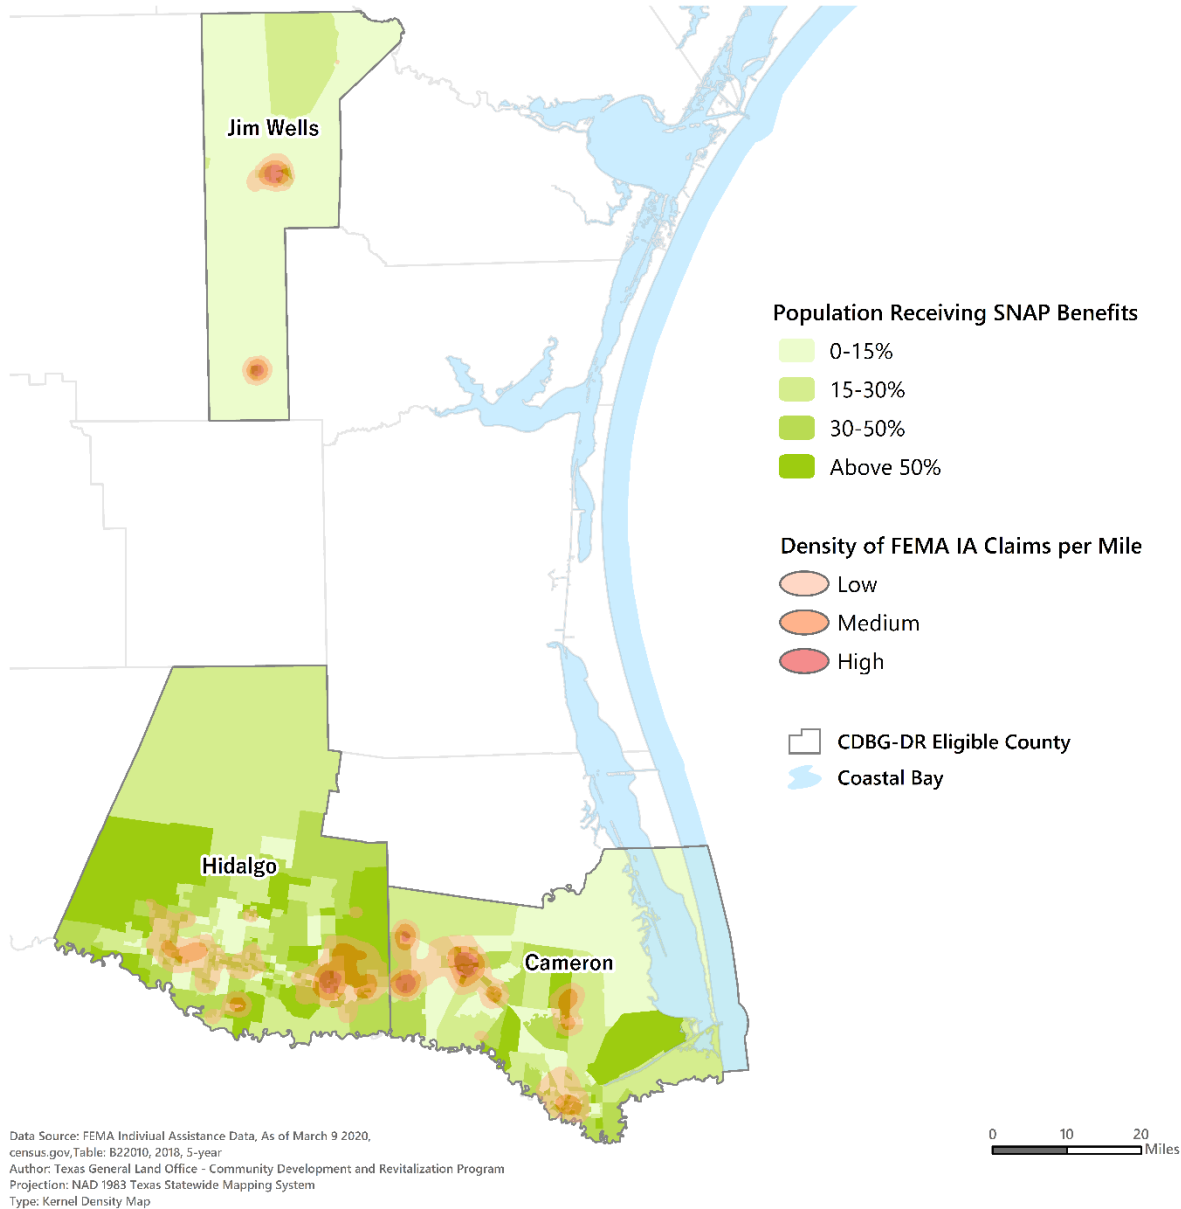 Jim Wells
Population Receiving SNAP Benefits
0-15%
15-30%
30-50%
Above 50%
Density of FEMA IA Claims per Mile
Low
Medium
High
CDBG-DR Eligible County
Coastal Bay
Hidalgo
Cameron
Data Source: FEMA Indiviual Assistance Data, As of March 9 2020,
census.gov,Table: B22010, 2018, 5-year
Author: Texas General Land Office - Community Development and Revitalization Program
Projection: NAD 1983 Texas Statewide Mapping System
Type: Kernel Density Map
0 10 20
Miles